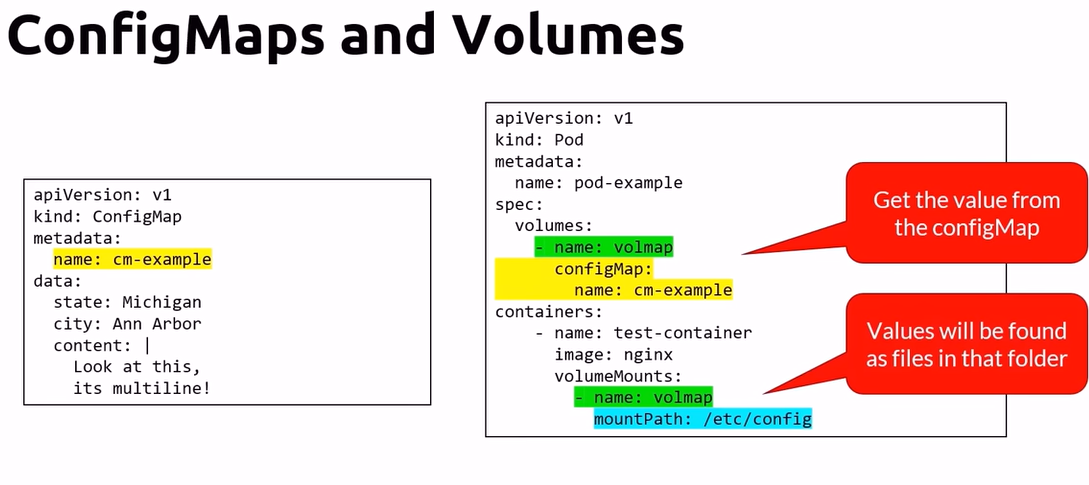 ConfigMaps and Volumes
apiVersion: v1
kind: ConfigMap
metadata:
  name: cm-example
data:
  state: Michigan
  city: Ann Arbor
  content: |
    Look at this,
    its multiline!
apiVersion: v1
kind: Pod
metadata:
  name: pod-example
spec:
  volumes:
    - name: volmap
      configMap:
        name: cm-example
containers:
    - name: test-container
      image: nginx
      volumeMounts:
        - name: volmap
          mountPath: /etc/config
Get the value from
the configMap
Values will be found
as files in that folder